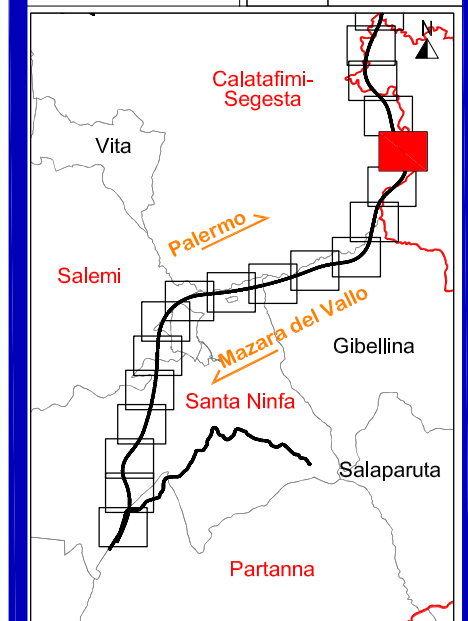 N
Calatafimi-
Segesta
Vita
Palermo
Salemi
Mazara del Vallo
Gibellina
Santa Ninfa
Salaparuta
Partanna